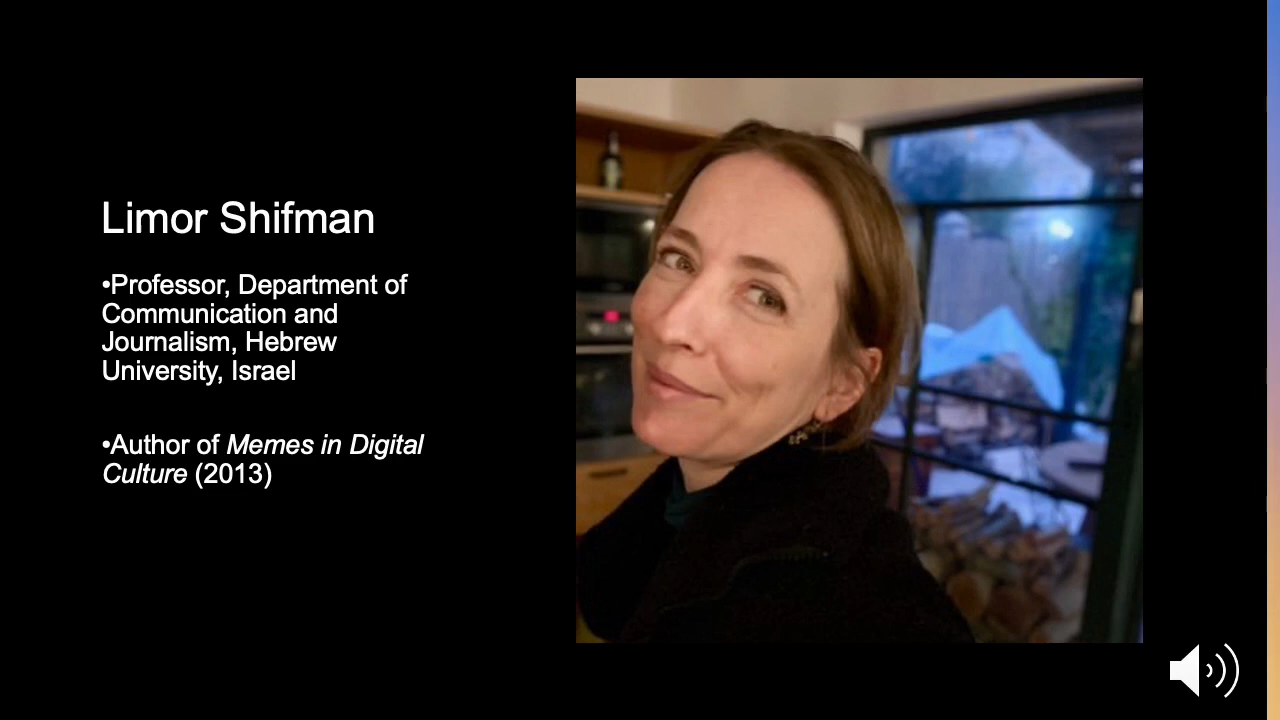 Limor Shifman
•Professor, Department of
Communication and
Journalism, Hebrew
University, Israel
•Author of Memes in Digital
Culture (2013)